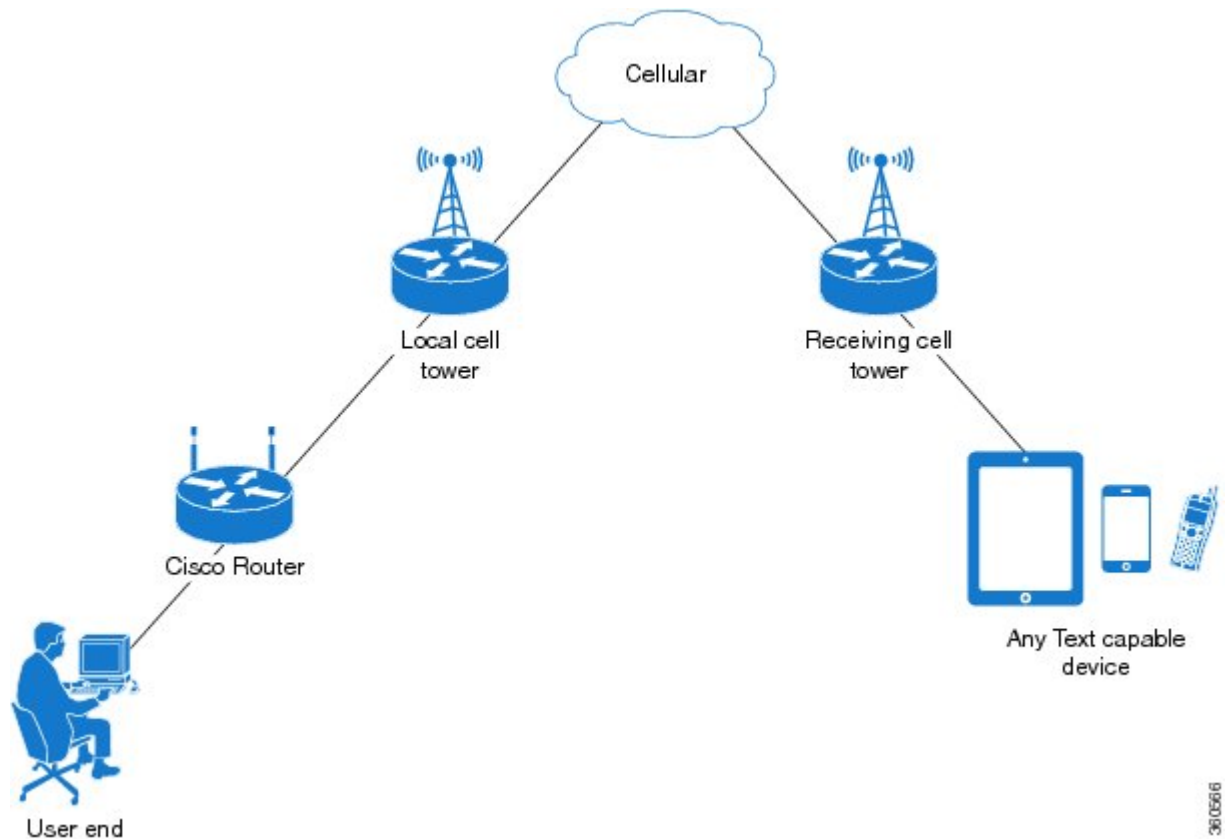 Cellular
Local cell
tower
Receiving cell
tower
Cisco Router
Any Text capable
device
User end
360566